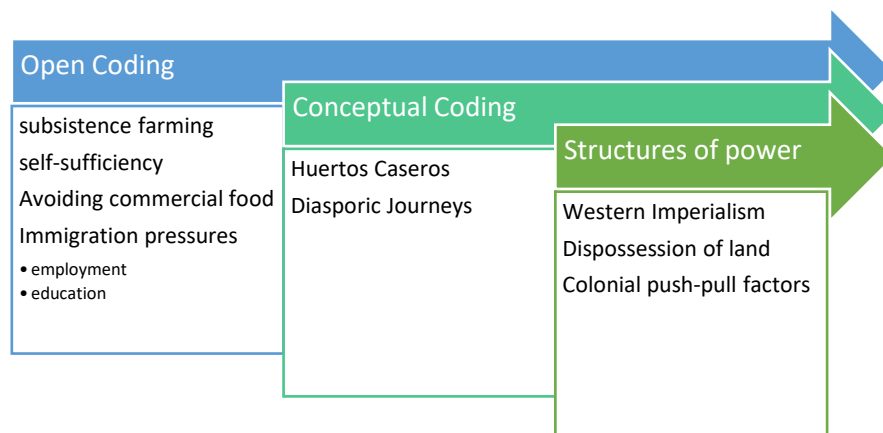 Open Coding
subsistence farming
self-sufficiency
Avoiding commercial food
Immigration pressures
• employment
• education
Conceptual Coding
Huertos Caseros
Diasporic Journeys
Structures of power
Western Imperialism
Dispossession of land
Colonial push-pull factors